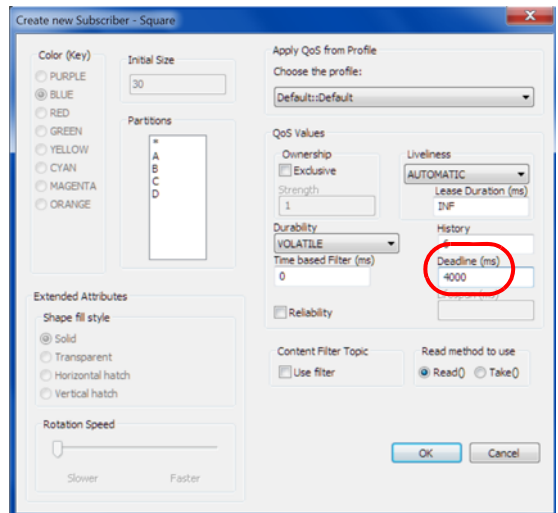 Create new Subscriber - Square
Color (Key)
PURPLE
BLUE
RED
GREEN
YELLOW
CYAN
MAGENTA
ORANGE
Initial Size
30
Partitions
*
A
B
C
D
Extended Attributes
Shape fill style
Solid
Transparent
Horizontal hatch
Vertical hatch
Rotation Speed
Slower Faster
Apply QoS from Profile
Choose the profile:
Default::Default
QoS Values
Ownership
Exclusive
Strength
1
Liveliness
AUTOMATIC
Lease Duration (ms)
INF
Durability
VOLATILE
History
Time based Filter (ms)
0
Deadline (ms)
4000
Reliability
Content Filter Topic
Use filter
Read method to use
Read() Take()
OK Cancel